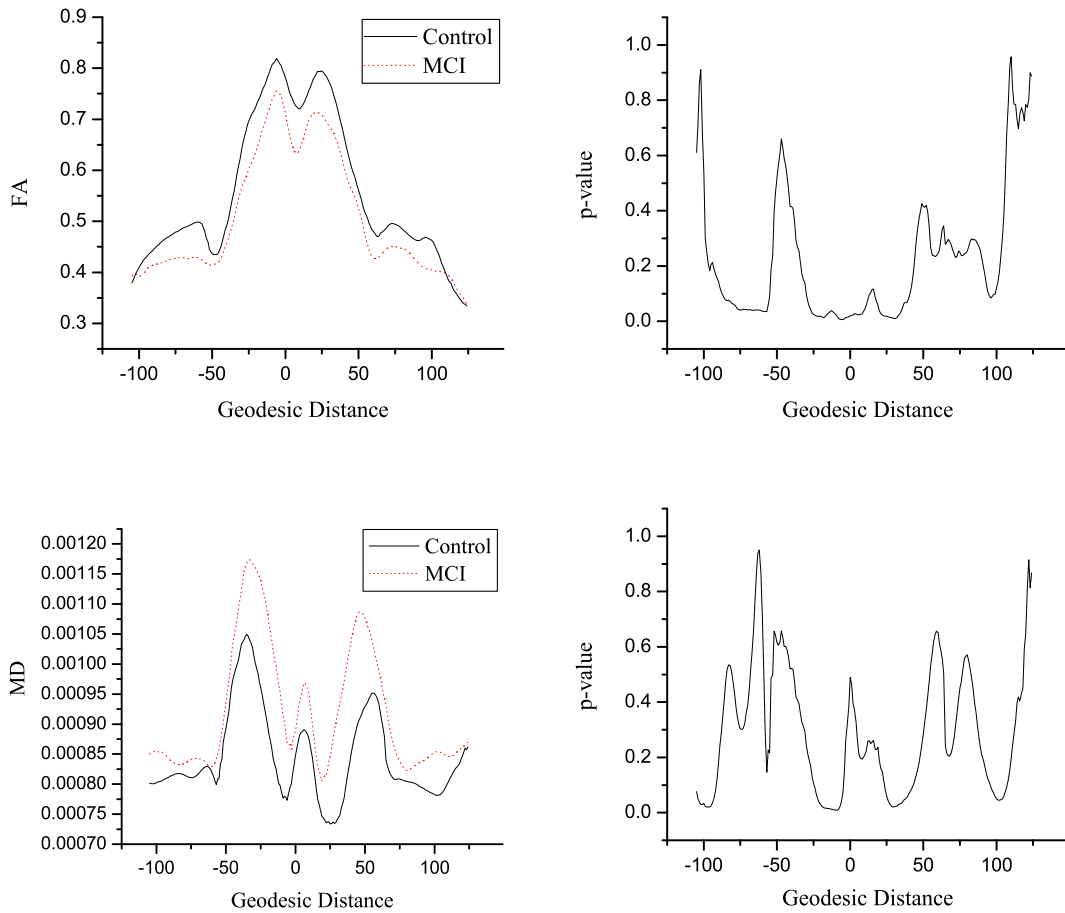 FA
0.9
0.8
0.7
0.6
0.5
0.4
0.3
Control
MCI
-100 -50 0 50 100
Geodesic Distance
p-value
1.0
0.8
0.6
0.4
0.2
0.0
-100 -50 0 50 100
Geodesic Distance
MD
0.00120
0.00115
0.00110
0.00105
0.00100
0.00095
0.00090
0.00085
0.00080
0.00075
0.00070
Control
MCI
-100 -50 0 50 100
Geodesic Distance
p-value
1.0
0.8
0.6
0.4
0.2
0.0
-100 -50 0 50 100
Geodesic Distance